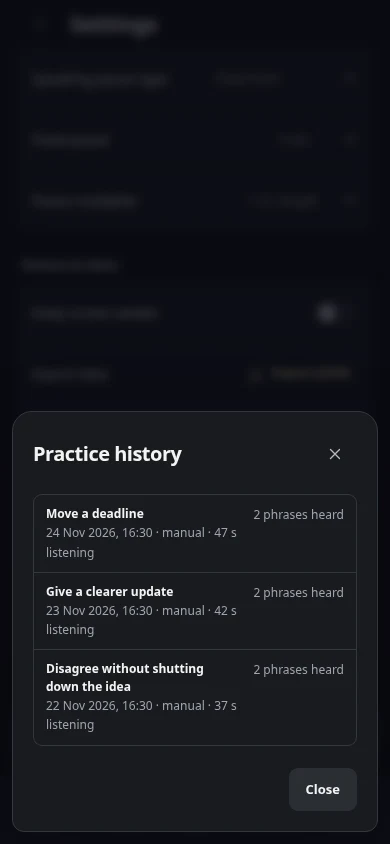 Settings
Practice history
Move a deadline
2 phrases heard
24 Nov 2026, 16:30 · manual · 47 s
listening
Give a clearer update
2 phrases heard
23 Nov 2026, 16:30 · manual · 42 s
listening
Disagree without shutting
down the idea
2 phrases heard
22 Nov 2026, 16:30 · manual · 37 s
listening
Close